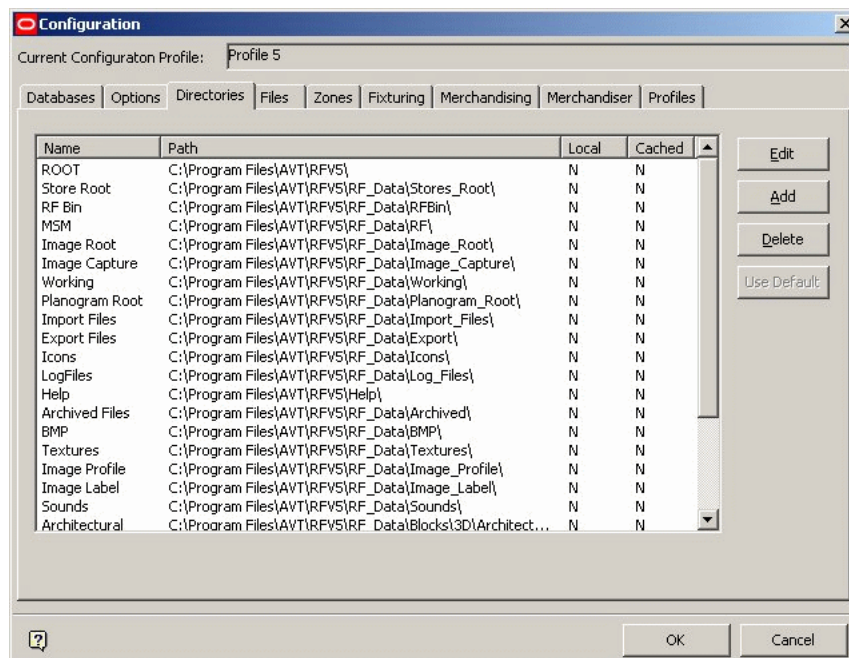 Configuration
Current Configuraton Profile: Profile 5
Databases Options Directories Files Zones Fixturing Merchandising Merchandiser Profiles
Name Path Local Cached
ROOT C:\Program Files\AVT\RFV5\ N N
Store Root C:\Program Files\AVT\RFV5\RF_Data\Stores_Root\ N N
RF Bin C:\Program Files\AVT\RFV5\RF_Data\RFBin\ N N
MSM C:\Program Files\AVT\RFV5\RF_Data\RF\ N N
Image Root C:\Program Files\AVT\RFV5\RF_Data\Image_Root\ N N
Image Capture C:\Program Files\AVT\RFV5\RF_Data\Image_Capture\ N N
Working C:\Program Files\AVT\RFV5\RF_Data\Working\ N N
Planogram Root C:\Program Files\AVT\RFV5\RF_Data\Planogram_Root\ N N
Import Files C:\Program Files\AVT\RFV5\RF_Data\Import_Files\ N N
Export Files C:\Program Files\AVT\RFV5\RF_Data\Export\ N N
Icons C:\Program Files\AVT\RFV5\RF_Data\Icons\ N N
LogFiles C:\Program Files\AVT\RFV5\RF_Data\Log_Files\ N N
Help C:\Program Files\AVT\RFV5\Help\ N N
Archived Files C:\Program Files\AVT\RFV5\RF_Data\Archived\ N N
BMP C:\Program Files\AVT\RFV5\RF_Data\BMP\ N N
Textures C:\Program Files\AVT\RFV5\RF_Data\Textures\ N N
Image Profile C:\Program Files\AVT\RFV5\RF_Data\Image_Profile\ N N
Image Label C:\Program Files\AVT\RFV5\RF_Data\Image_Label\ N N
Sounds C:\Program Files\AVT\RFV5\RF_Data\Sounds\ N N
Architectural C:\Program Files\AVT\RFV5\RF_Data\Blocks\3D\Architect... N N
Edit
Add
Delete
Use Default
OK Cancel